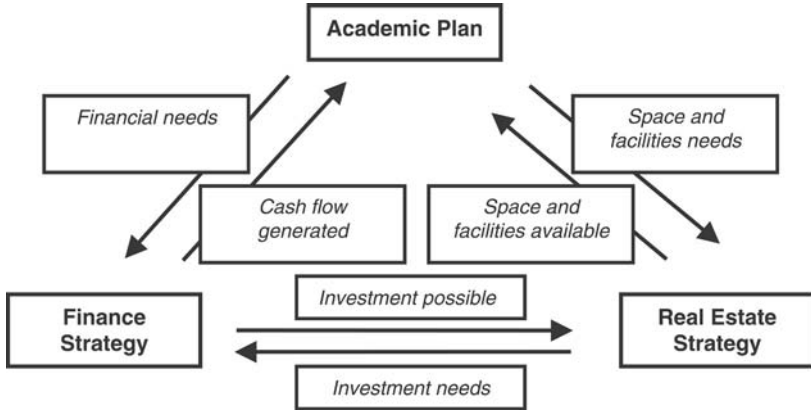 Academic Plan
Financial needs
Space and
facilities needs
Cash flow
generated
Space and
facilities available
Finance
Strategy
Investment possible
Real Estate
Strategy
Investment needs